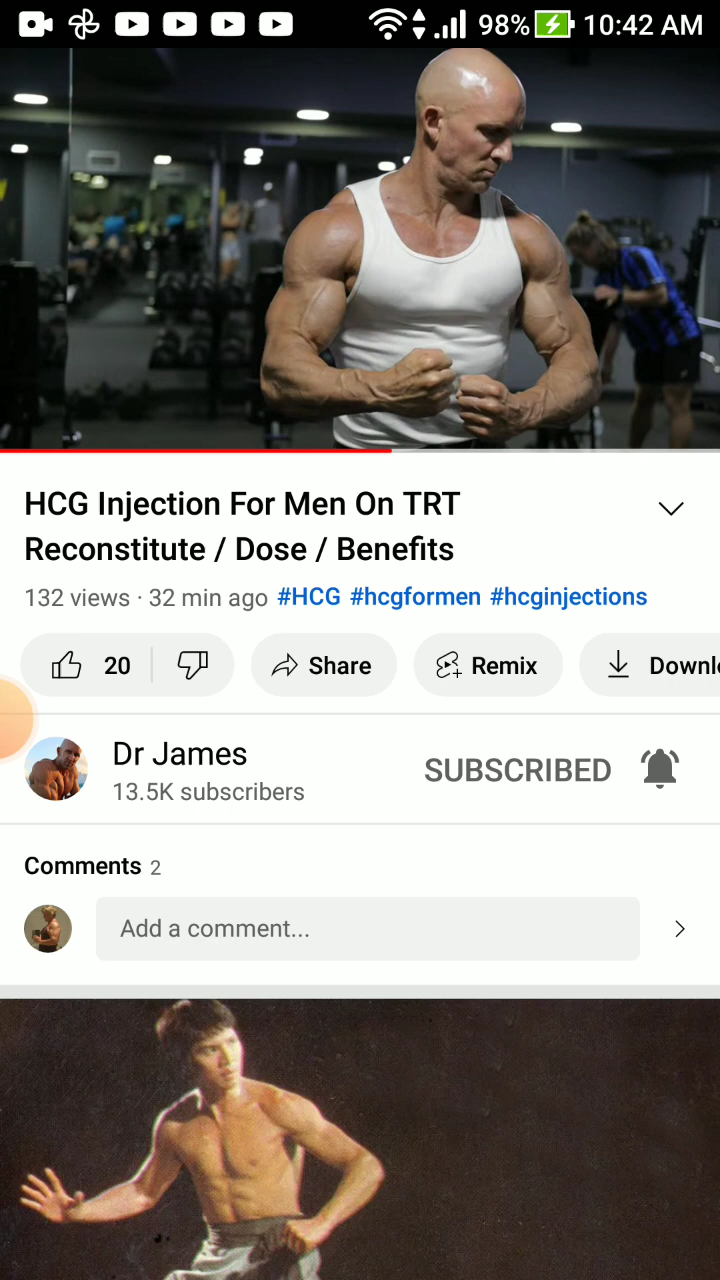 98% 10:42 AM
HCG Injection For Men On TRT
Reconstitute / Dose / Benefits
132 views · 32 min ago #HCG #hcgformen #hcginjections
20 Share Remix Downl
Dr James
SUBSCRIBED
13.5K subscribers
Comments 2
Add a comment...